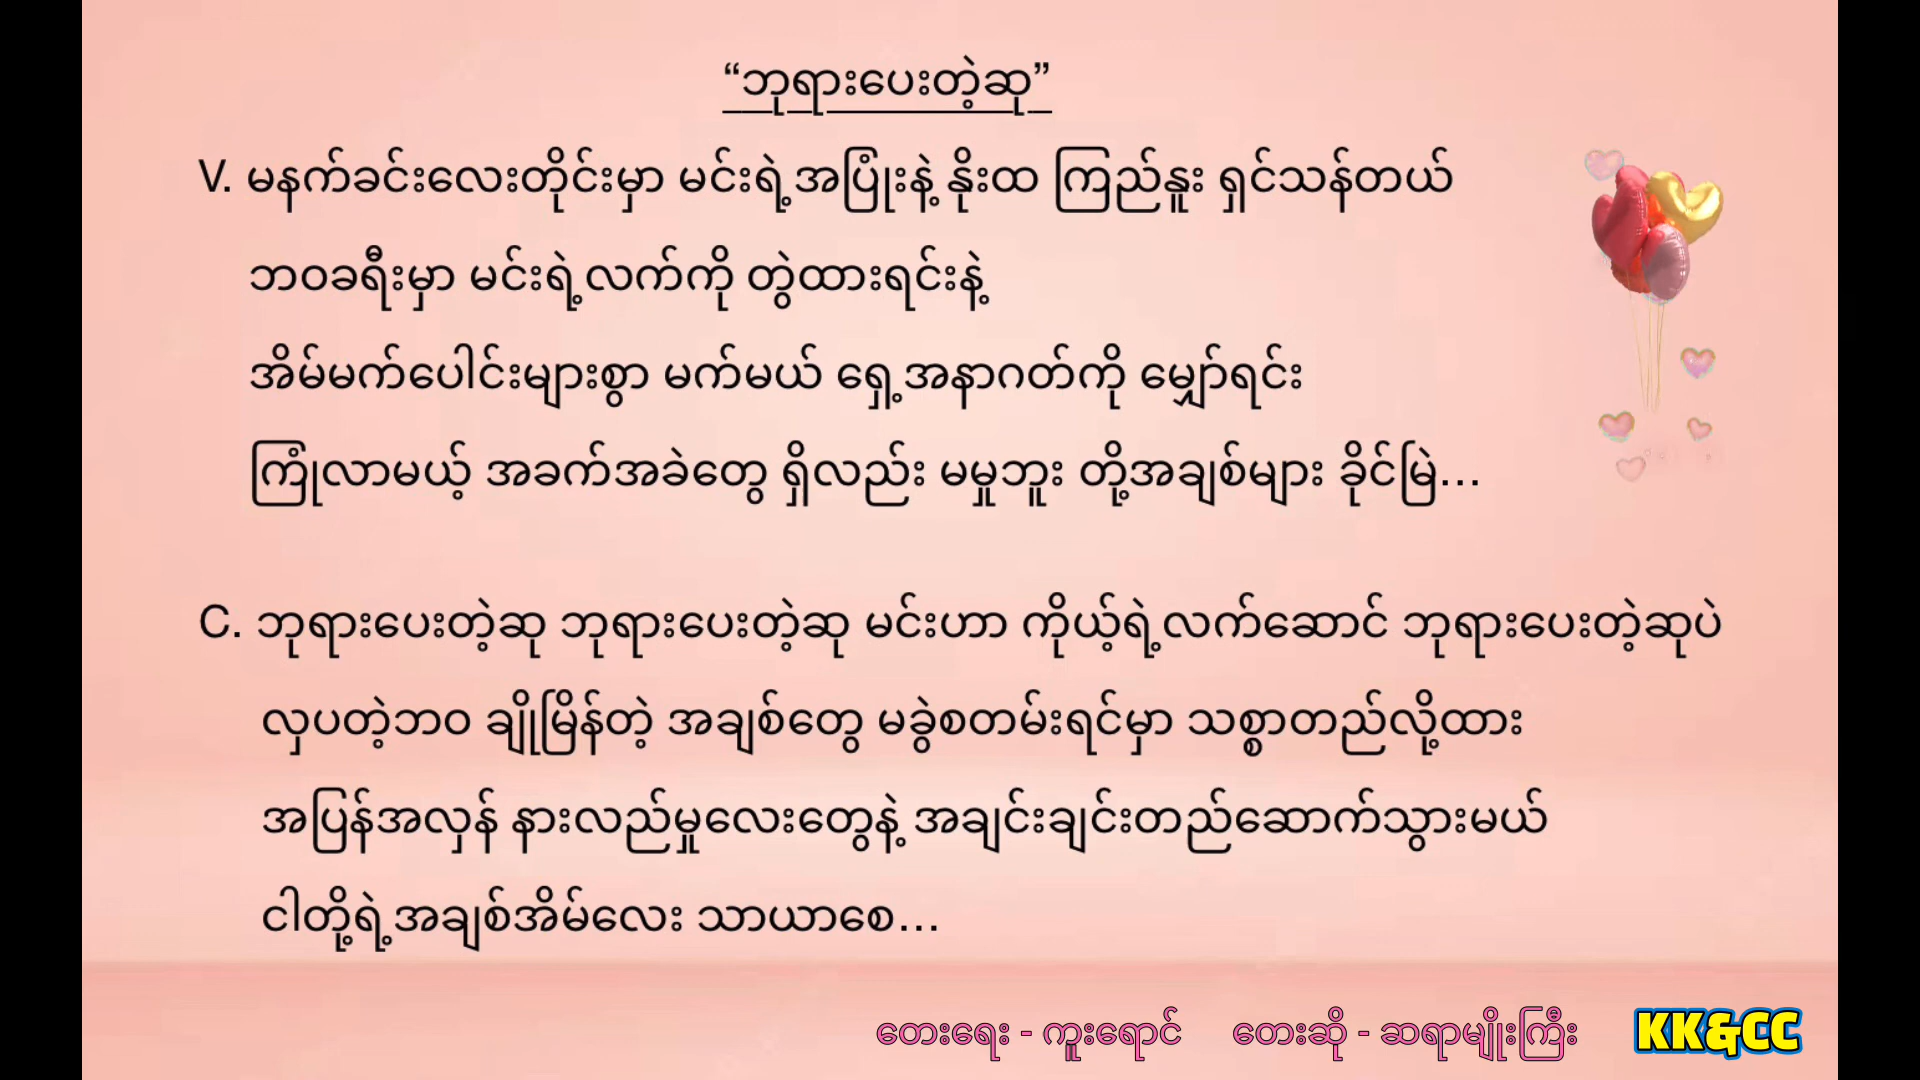 “ဘုရားပေးတဲ့ဆု”
V. မနက်ခင်းလေးတိုင်းမှာ မင်းရဲ့အပြုံးနဲ့ နိုးထ ကြည်နူး ရှင်သန်တယ်
ဘဝခရီးမှာ မင်းရဲ့လက်ကို တွဲထားရင်းနဲ့
အိမ်မက်ပေါင်းများစွာ မက်မယ် ရှေ့အနာဂတ်ကို မျှော်ရင်း
ကြုံလာမယ့် အခက်အခဲတွေ ရှိလည်း မမှုဘူး တို့အချစ်များ ခိုင်မြဲ...
C. ဘုရားပေးတဲ့ဆု ဘုရားပေးတဲ့ဆု မင်းဟာ ကိုယ့်ရဲ့လက်ဆောင် ဘုရားပေးတဲ့ဆုပဲ
လှပတဲ့ဘဝ ချိုမြိန်တဲ့ အချစ်တွေ မခွဲစတမ်းရင်မှာ သစ္စာတည်လို့ထား
အပြန်အလှန် နားလည်မှုလေးတွေနဲ့ အချင်းချင်းတည်ဆောက်သွားမယ်
ငါတို့ရဲ့အချစ်အိမ်လေး သာယာစေ...
တေးရေး - ကူးရောင် တေးဆို - ဆရာမျိုးကြီး KK&CC